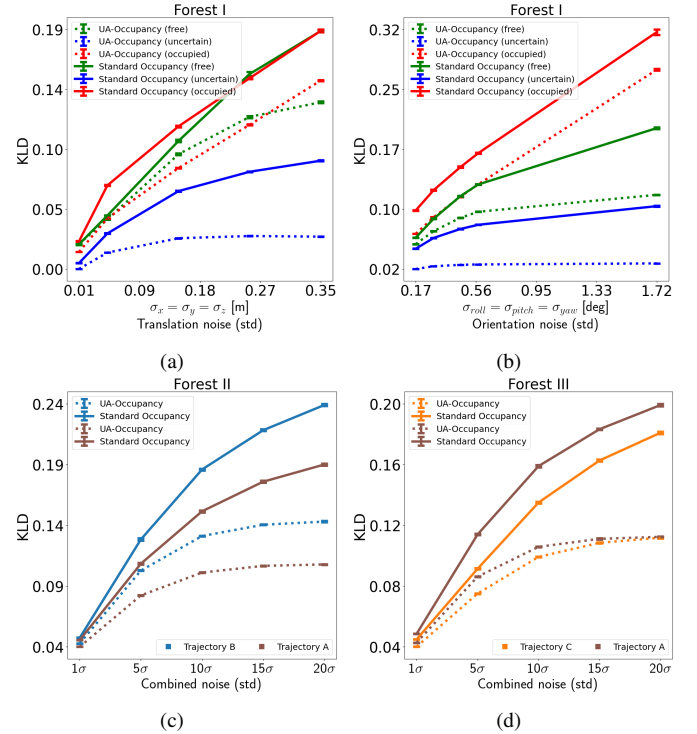 Forest I
UA-Occupancy (free)
UA-Occupancy (uncertain)
UA-Occupancy (occupied)
Standard Occupancy (free)
Standard Occupancy (uncertain)
Standard Occupancy (occupied)
KLD
0.19
0.14
0.10
0.05
0.00
0.01 0.09 0.18 0.27 0.35
σx = σy = σz [m]
Translation noise (std)
(a)
Forest I
UA-Occupancy (free)
UA-Occupancy (uncertain)
UA-Occupancy (occupied)
Standard Occupancy (free)
Standard Occupancy (uncertain)
Standard Occupancy (occupied)
KLD
0.32
0.25
0.17
0.10
0.02
0.17 0.56 0.95 1.33 1.72
σroll = σpitch = σyaw [deg]
Orientation noise (std)
(b)
Forest II
UA-Occupancy
Standard Occupancy
UA-Occupancy
Standard Occupancy
KLD
0.24
0.19
0.14
0.09
0.04
Trajectory B Trajectory A
1σ 5σ 10σ 15σ 20σ
Combined noise (std)
(c)
Forest III
UA-Occupancy
Standard Occupancy
UA-Occupancy
Standard Occupancy
KLD
0.20
0.16
0.12
0.08
0.04
Trajectory C Trajectory A
1σ 5σ 10σ 15σ 20σ
Combined noise (std)
(d)